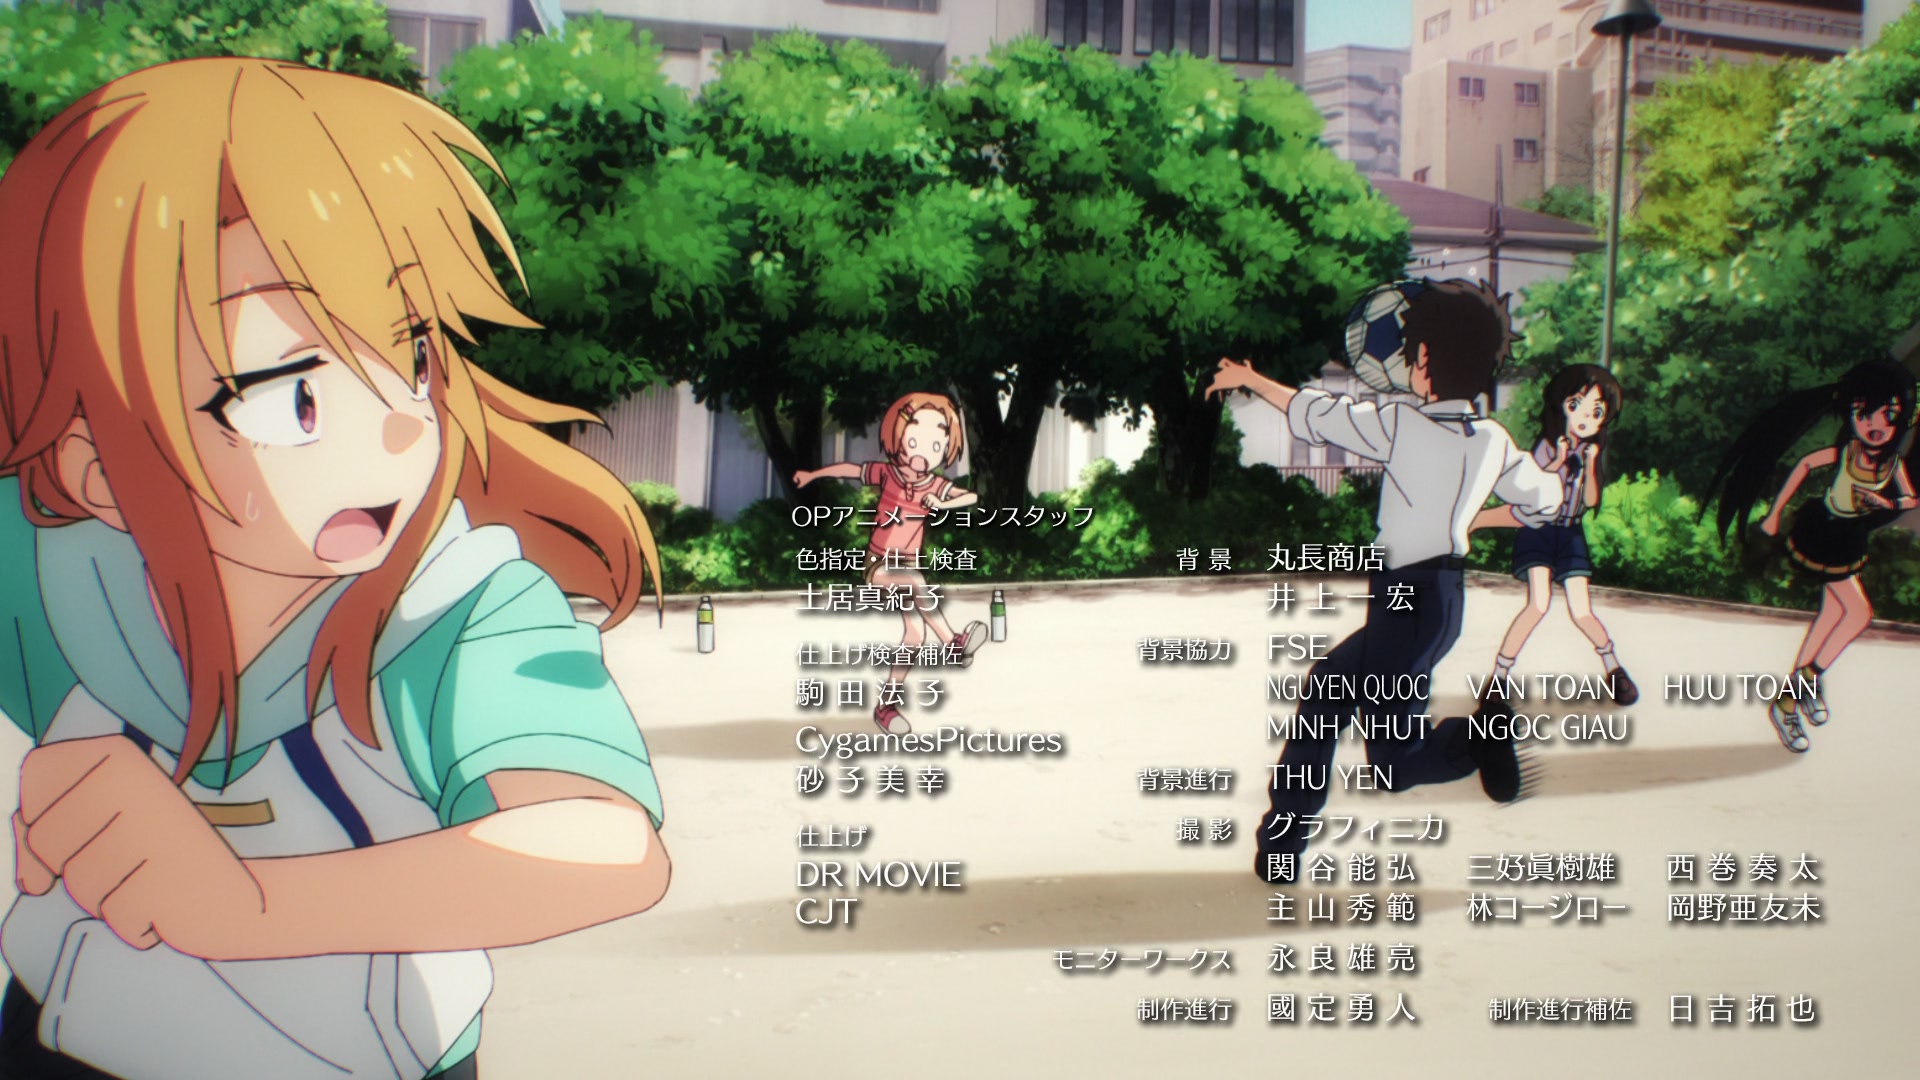 OPアニメーションスタッフ
色指定・仕上検査
土居真紀子
仕上げ検査補佐
駒田法子
CygamesPictures
砂子美幸
仕上げ
DR MOVIE
CJT
背景 丸長商店
井上一宏
背景協力 FSE
NGUYEN QUOC VAN TOAN HUU TOAN
MINH NHUT NGOC GIAU
背景進行 THU YEN
撮影 グラフィニカ
関谷能弘 三好眞樹雄 西巻奏太
主山秀範 林コージロー 岡野亜友未
モニターワークス 永良雄亮
制作進行 國定勇人 制作進行補佐 日吉拓也